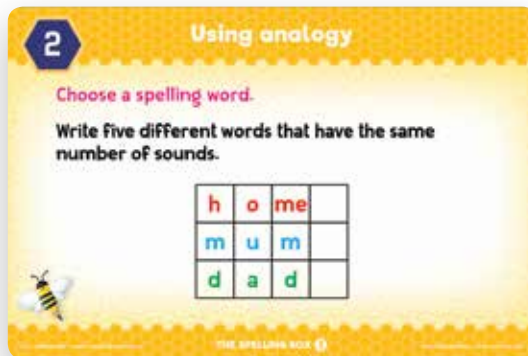 2
Using analogy
Choose a spelling word.
Write five different words that have the same
number of sounds.
h o me
m u m
d a d
THE SPELLING BOX 1